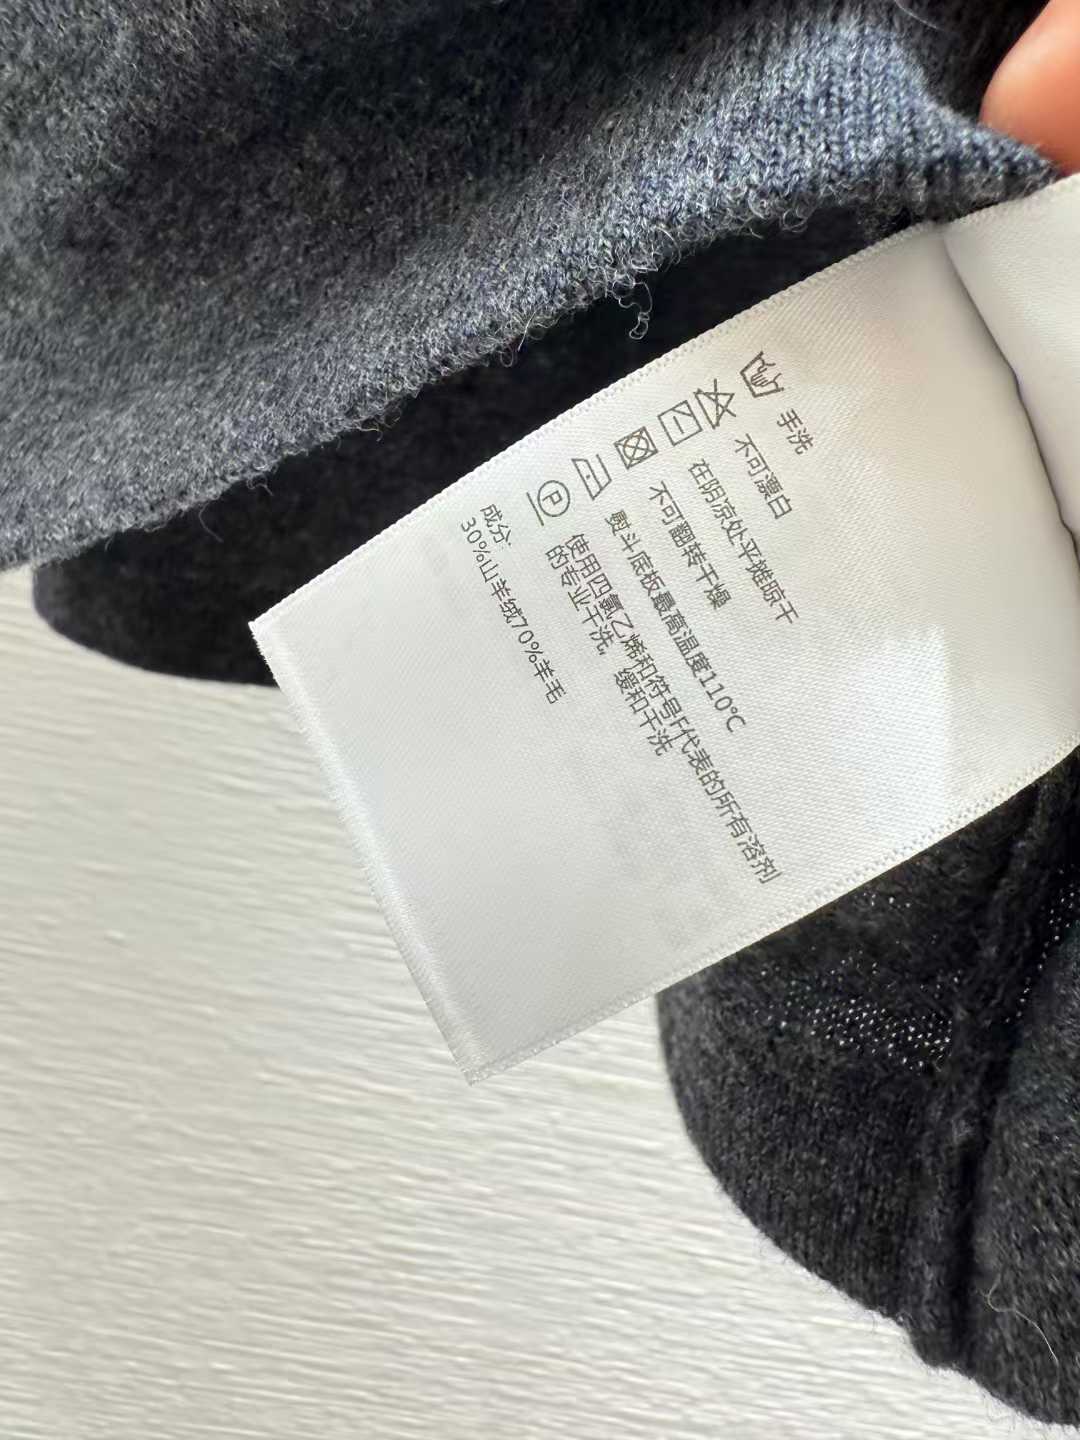 手洗
不可漂白
在阴凉处平摊晾干
不可翻转干燥
熨斗底板最高温度110℃
P
使用四氯乙烯和符号F代表的所有溶剂
的专业干洗，缓和干洗
成分：
30%山羊绒70%羊毛